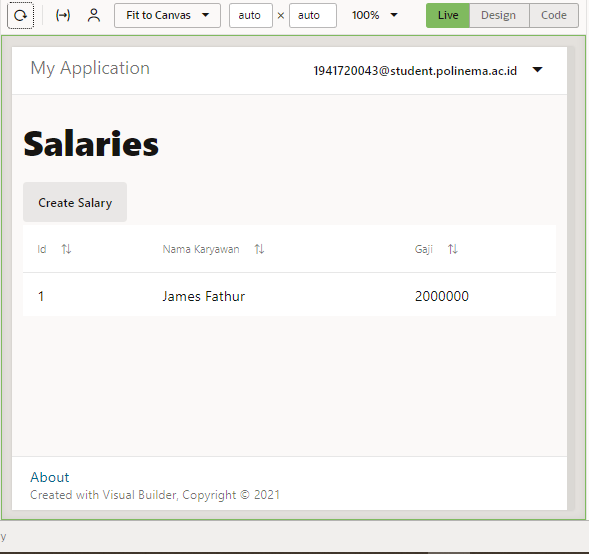 Fit to Canvas auto × auto 100% Live Design Code
My Application 1941720043@student.polinema.ac.id
Salaries
Create Salary
Id Nama Karyawan Gaji
1 James Fathur 2000000
About
Created with Visual Builder, Copyright © 2021
y